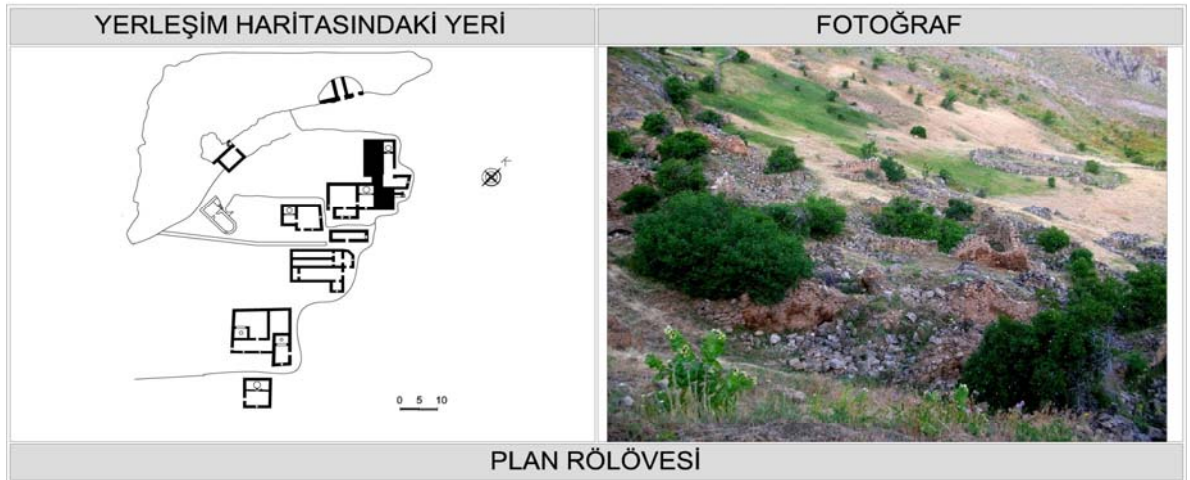 YERLEŞİM HARİTASINDAKİ YERİ
FOTOĞRAF
K
0 5 10
PLAN RÖLÖVESİ